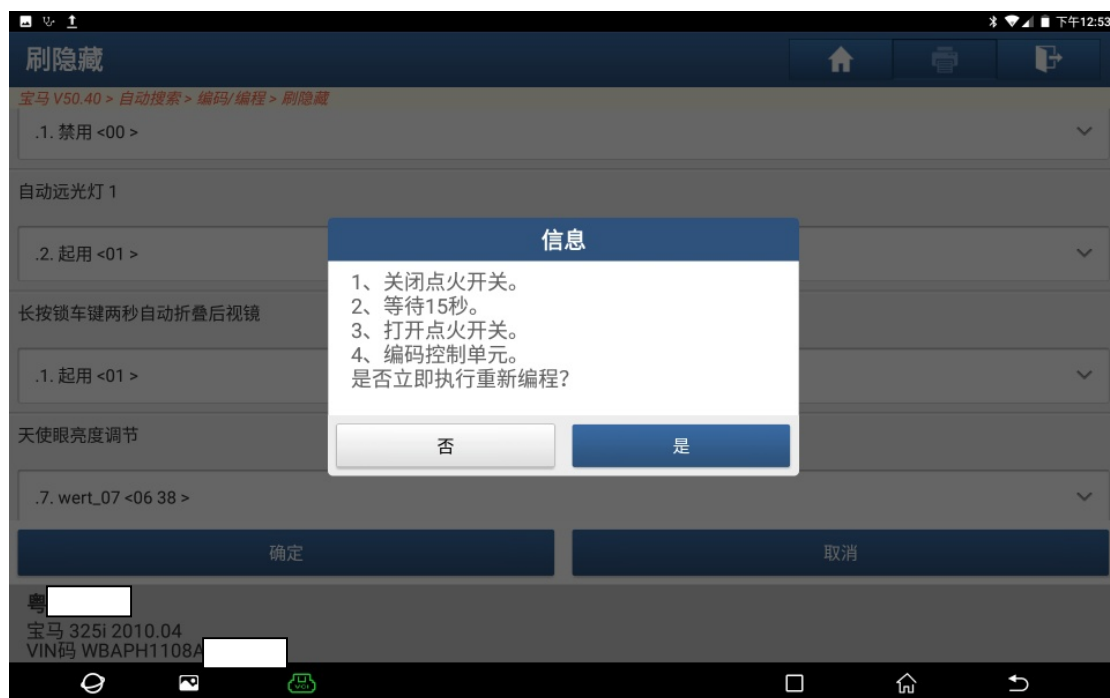 下午12:53
刷隐藏
宝马 V50.40 > 自动搜索 > 编码/编程 > 刷隐藏
.1. 禁用 <00 >
自动远光灯 1
.2. 起用 <01 >
长按锁车键两秒自动折叠后视镜
.1. 起用 <01 >
天使眼亮度调节
.7. wert_07 <06 38 >
信息
1、关闭点火开关。
2、等待15秒。
3、打开点火开关。
4、编码控制单元。
是否立即执行重新编程?
否
是
确定
取消
粤
宝马 325i 2010.04
VIN码 WBAPH1108A
VCI